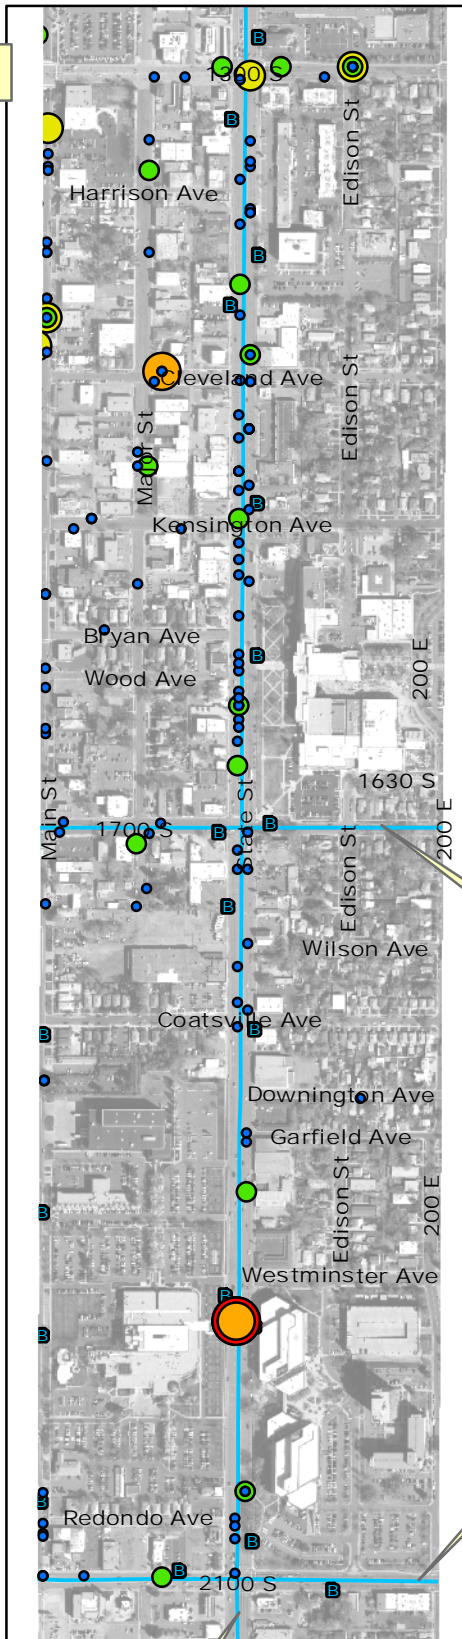 B
1300 S
Edison St
B
Harrison Ave
B
B
Cleveland Ave
Edison St
Major St
B
Kensington Ave
Bryan Ave
B
Wood Ave
200 E
1630 S
Main St
State St
B
B
1700 S
200 E
Edison St
B
Wilson Ave
Coatsville Ave
B
B
Downington Ave
Garfield Ave
Edison St
200 E
B
Westminster Ave
B
B
B
Redondo Ave
B
B
2100 S
B